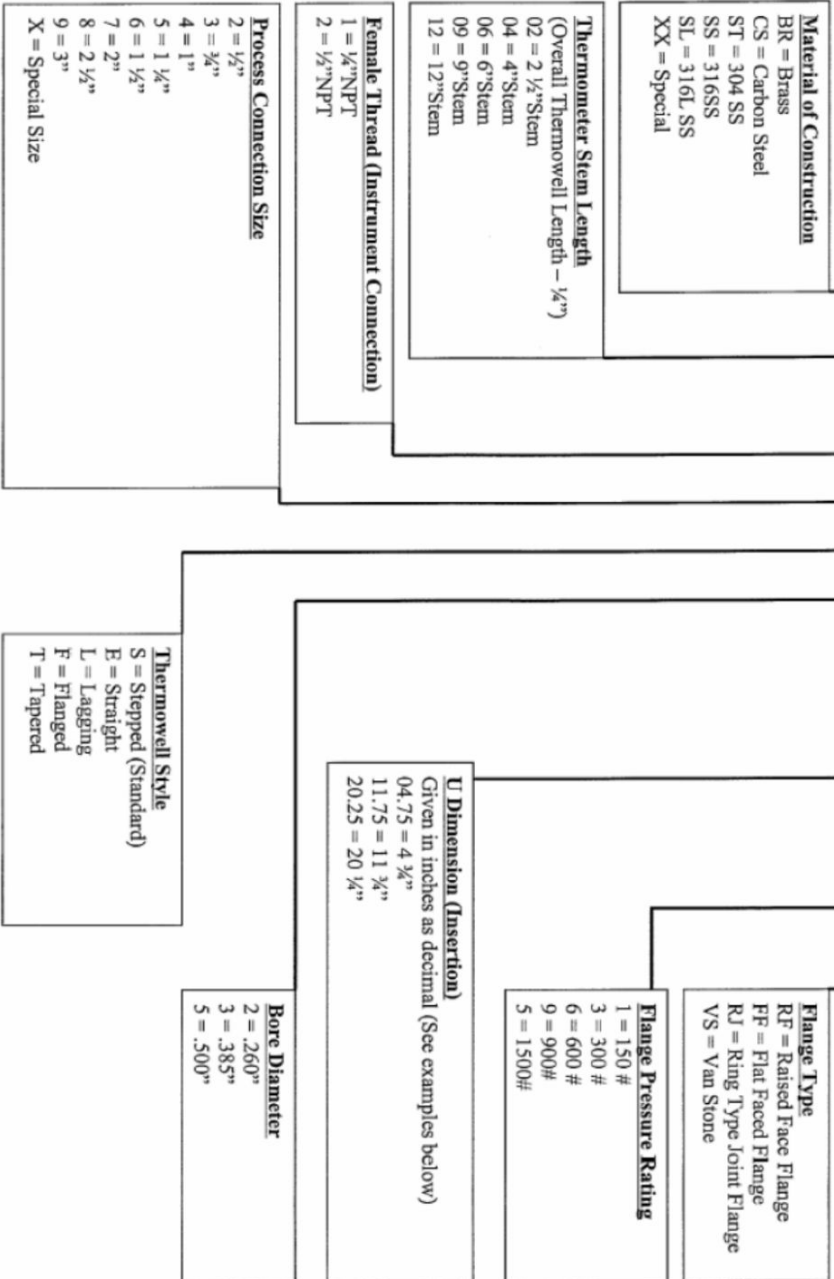 Material of Construction
BR = Brass
CS = Carbon Steel
ST = 304 SS
SS = 316SS
SL = 316L SS
XX = Special
Thermometer Stem Length
(Overall Thermowell Length – ¼”)
02 = 2 ½”Stem
04 = 4”Stem
06 = 6”Stem
09 = 9”Stem
12 = 12”Stem
Female Thread (Instrument Connection)
1 = ¼”NPT
2 = ½”NPT
Process Connection Size
2 = ½”
3 = ¾”
4 = 1”
5 = 1 ¼”
6 = 1 ½”
7 = 2”
8 = 2 ½”
9 = 3”
X = Special Size
Flange Type
RF = Raised Face Flange
FF = Flat Faced Flange
RJ = Ring Type Joint Flange
VS = Van Stone
Flange Pressure Rating
1 = 150 #
3 = 300 #
6 = 600 #
9 = 900#
5 = 1500#
U Dimension (Insertion)
Given in inches as decimal (See examples below)
04.75 = 4 ¾”
11.75 = 11 ¾”
20.25 = 20 ¼”
Bore Diameter
2 = .260”
3 = .385”
5 = .500”
Thermowell Style
S = Stepped (Standard)
E = Straight
L = Lagging
F = Flanged
T = Tapered